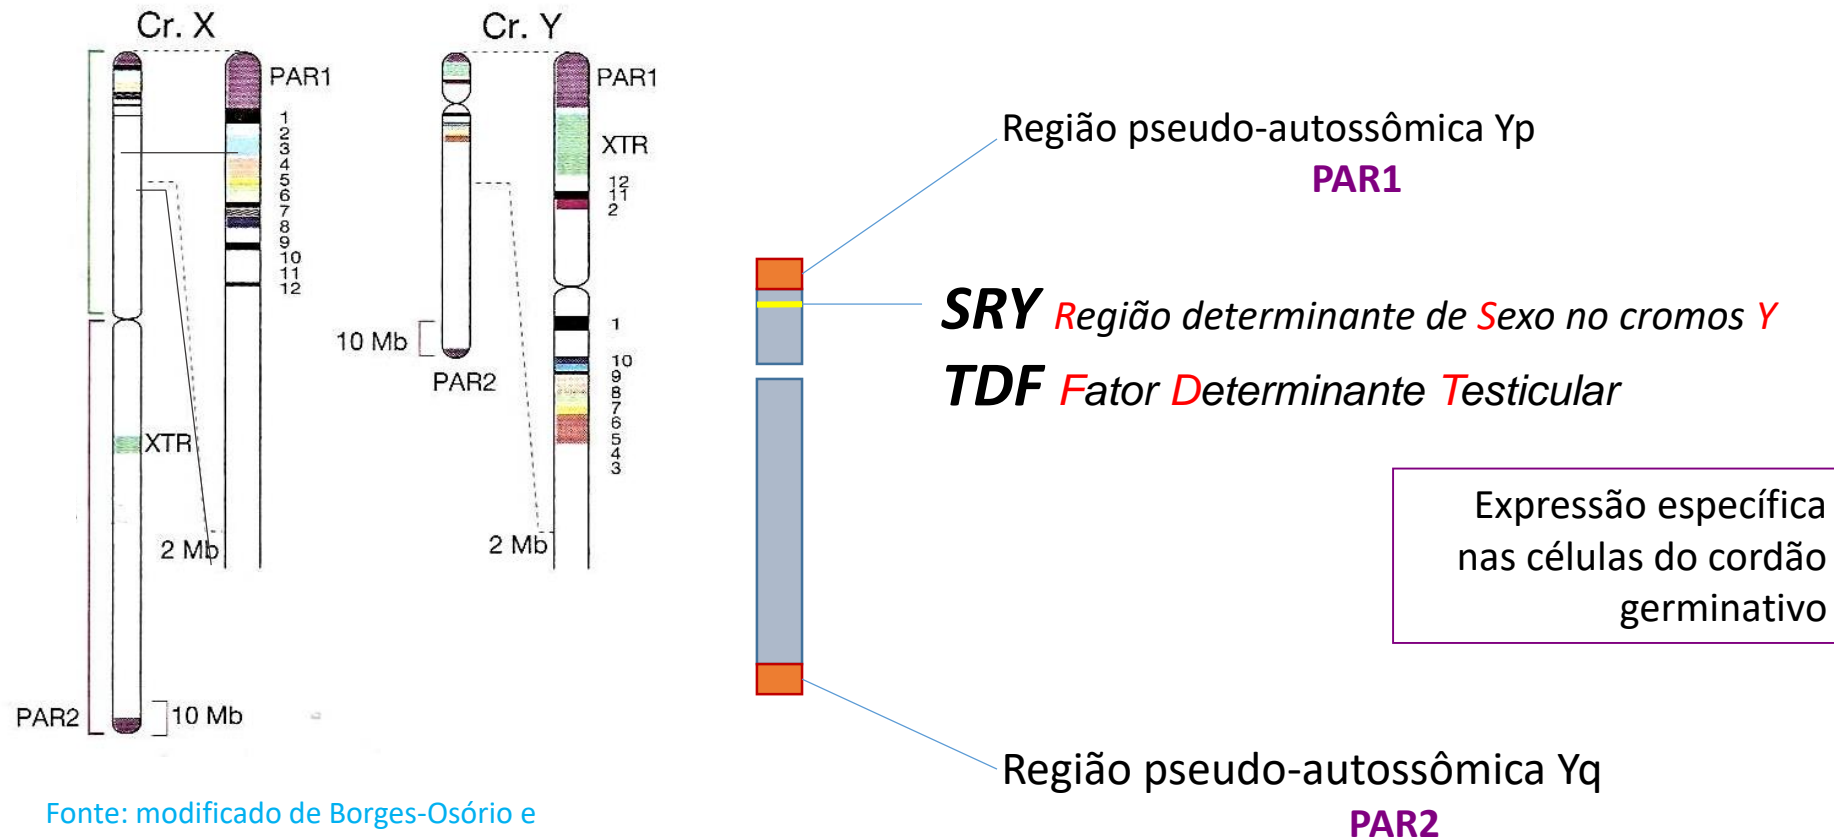 Cr. X
PAR1
1
2
3
4
5
6
7
8
9
10
11
12
XTR
2 Mb
PAR2
10 Mb
Cr. Y
PAR1
XTR
12
11
2
1
10
9
8
7
6
5
4
3
10 Mb
PAR2
2 Mb
Região pseudo-autossômica Yp
PAR1
SRY Região determinante de Sexo no cromos Y
TDF Fator Determinante Testicular
Expressão específica
nas células do cordão
germinativo
Região pseudo-autossômica Yq
PAR2
Fonte: modificado de Borges-Osório e